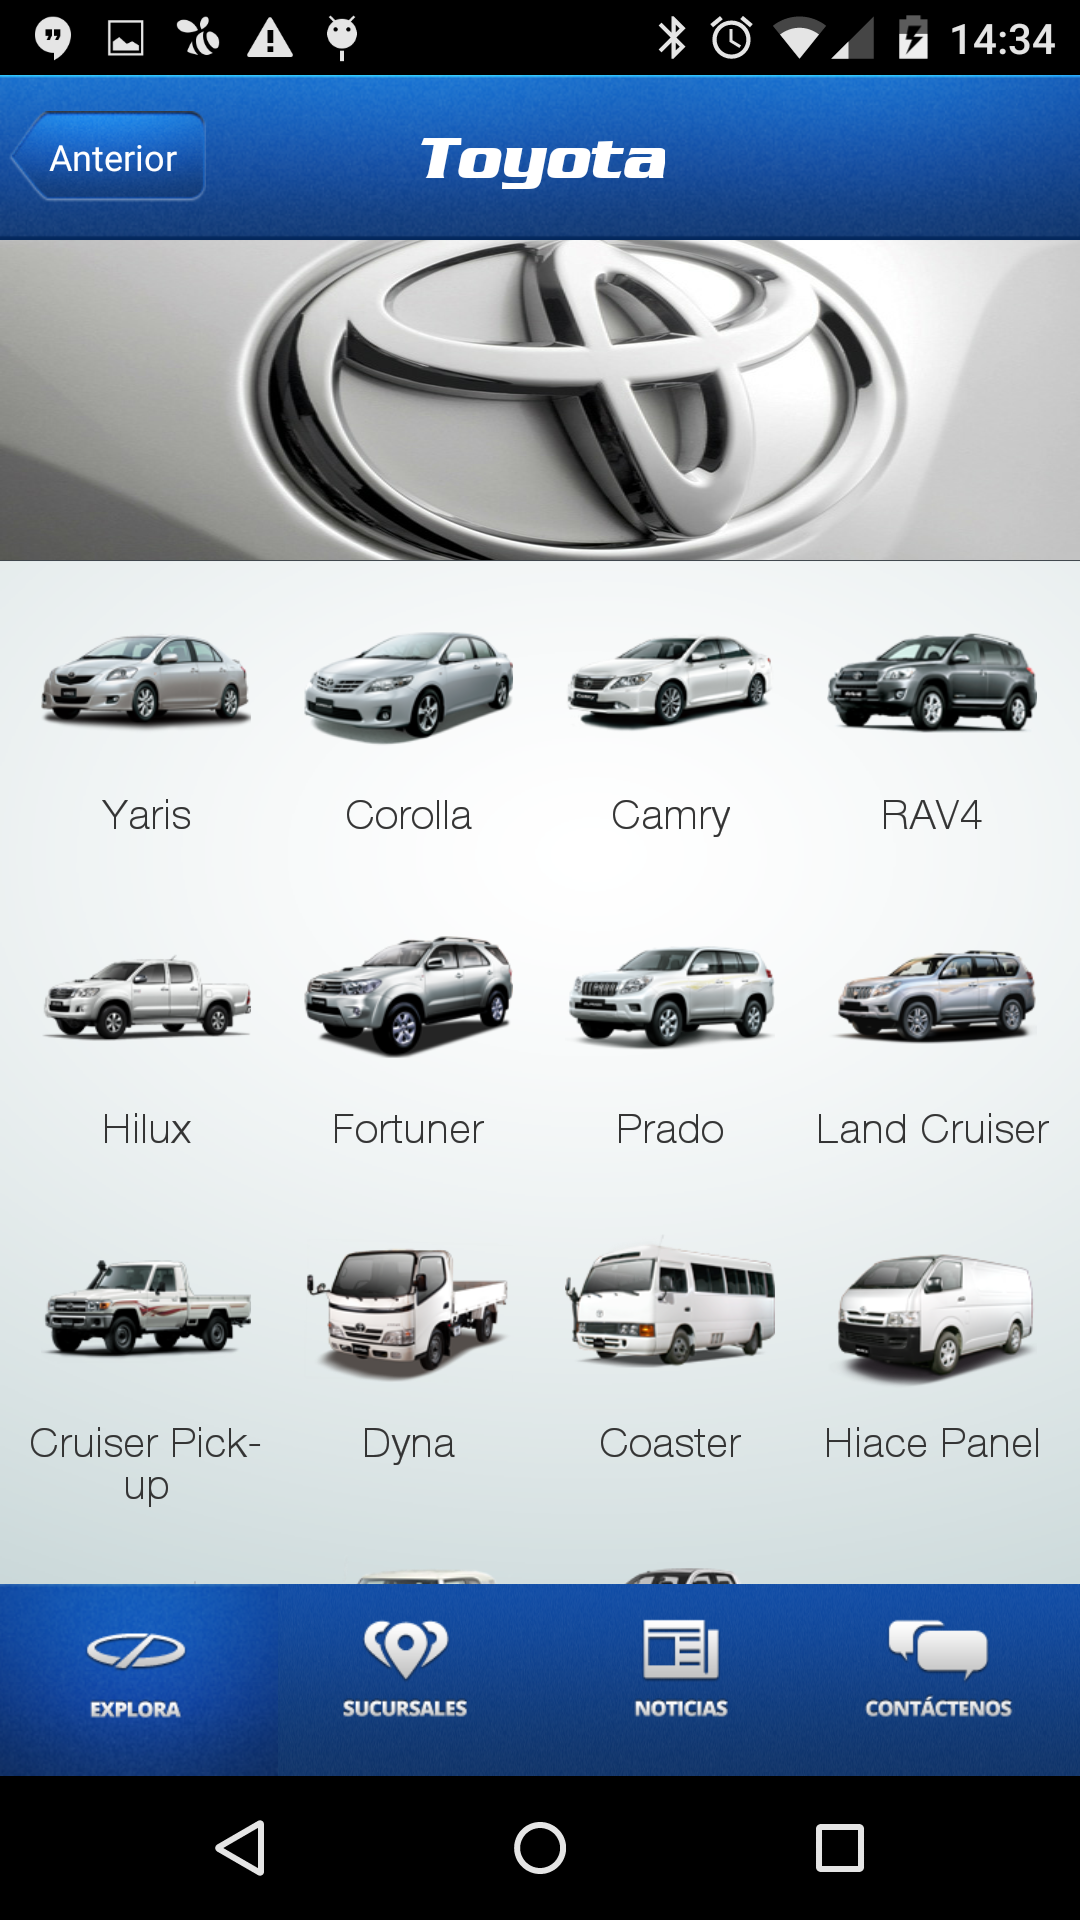 14:34
Anterior
Toyota
Yaris
Corolla
Camry
RAV4
Hilux
Fortuner
Prado
Land Cruiser
Cruiser Pick-
up
Dyna
Coaster
Hiace Panel
EXPLORA
SUCURSALES
NOTICIAS
CONTÁCTENOS